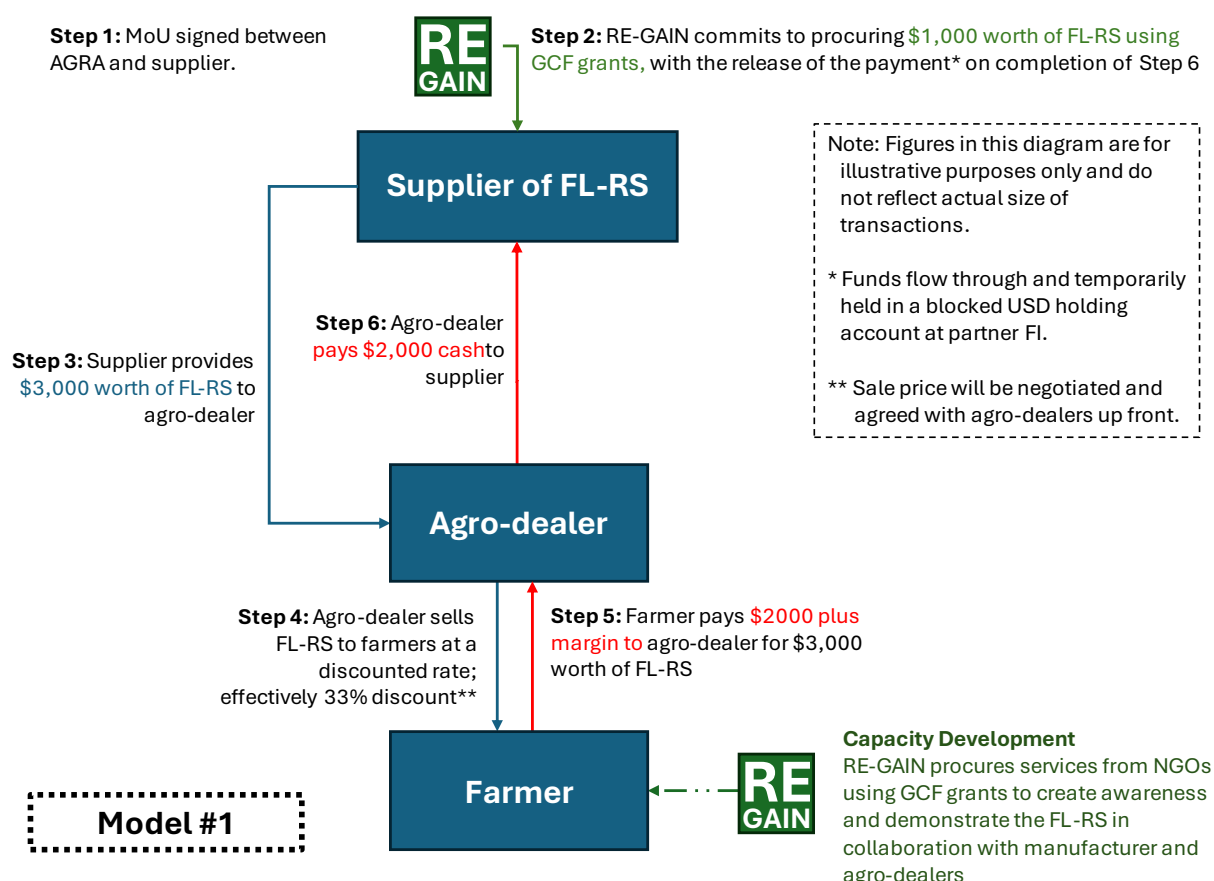 Step 1: MoU signed between
AGRA and supplier.
RE
GAIN
Step 2: RE-GAIN commits to procuring $1,000 worth of FL-RS using
GCF grants, with the release of the payment* on completion of Step 6
Supplier of FL-RS
Note: Figures in this diagram are for
illustrative purposes only and do
not reflect actual size of
transactions.
* Funds flow through and temporarily
held in a blocked USD holding
account at partner FI.
** Sale price will be negotiated and
agreed with agro-dealers up front.
Step 6: Agro-dealer
pays $2,000 cashto
supplier
Step 3: Supplier provides
$3,000 worth of FL-RS to
agro-dealer
Agro-dealer
Step 4: Agro-dealer sells
FL-RS to farmers at a
discounted rate;
effectively 33% discount**
Step 5: Farmer pays $2000 plus
margin to agro-dealer for $3,000
worth of FL-RS
Farmer
RE
GAIN
Capacity Development
RE-GAIN procures services from NGOs
using GCF grants to create awareness
and demonstrate the FL-RS in
collaboration with manufacturer and
agro-dealers
Model #1